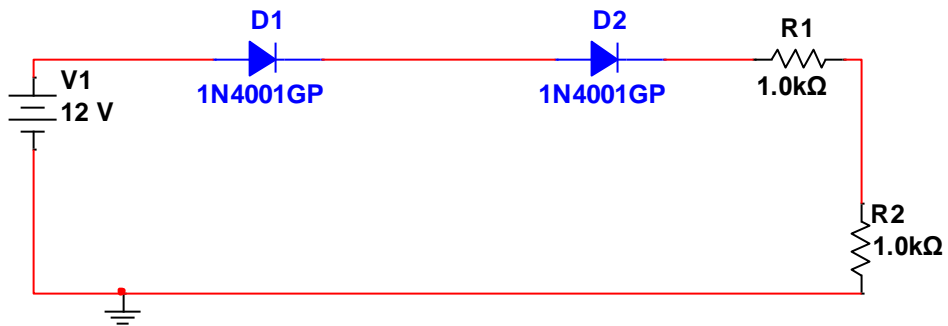 D1
1N4001GP
D2
1N4001GP
R1
1.0kΩ
V1
12 V
R2
1.0kΩ